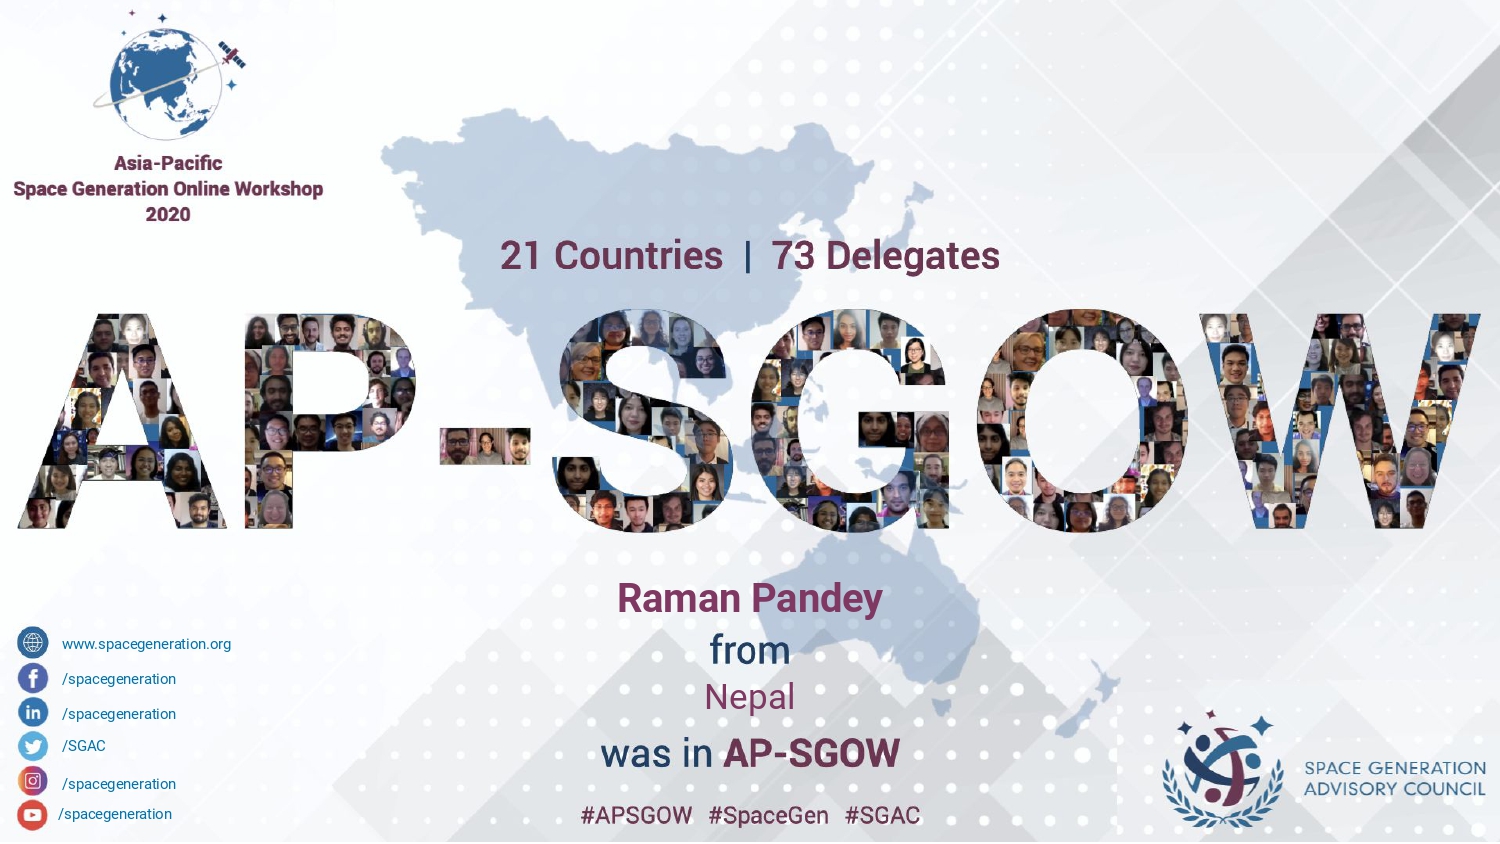 Asia-Pacific
Space Generation Online Workshop
2020
21 Countries | 73 Delegates
AP-SGOW
Raman Pandey
from
Nepal
was in AP-SGOW
#APSGOW #SpaceGen #SGAC
www.spacegeneration.org
/spacegeneration
/spacegeneration
/SGAC
/spacegeneration
/spacegeneration
SPACE GENERATION
ADVISORY COUNCIL